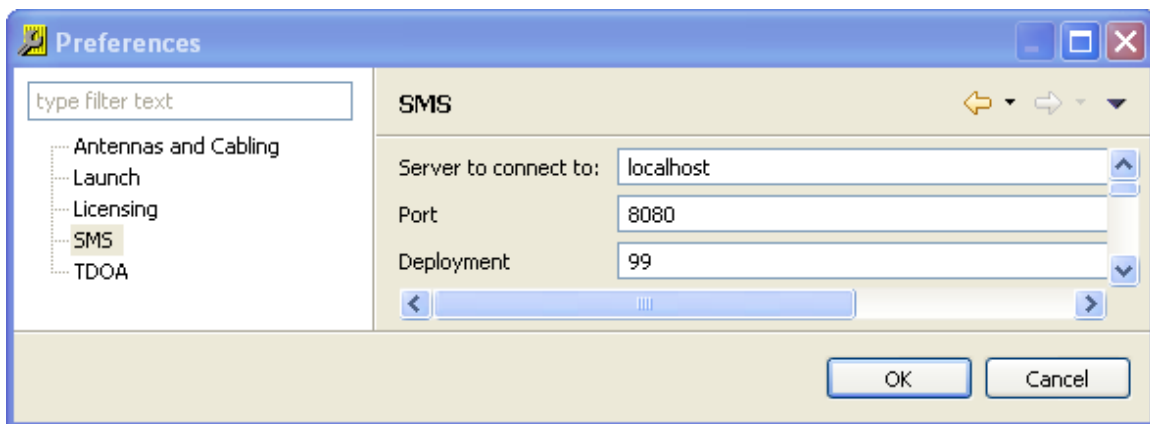 Preferences
type filter text
Antennas and Cabling
Launch
Licensing
SMS
TDOA
SMS
Server to connect to: localhost
Port 8080
Deployment 99
OK Cancel